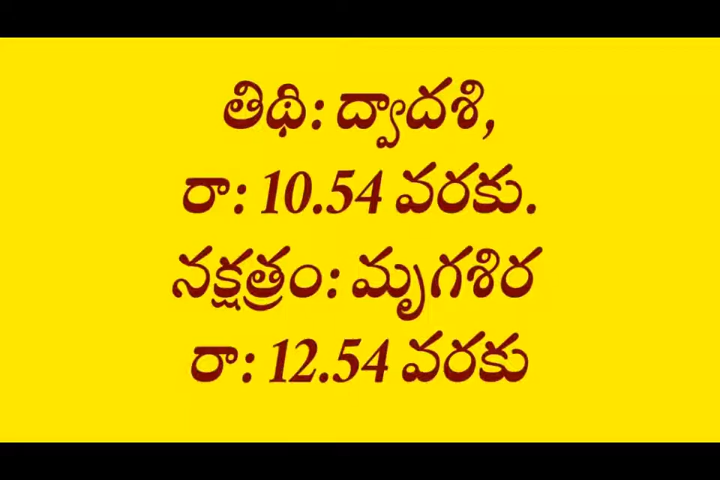 తిథి: ద్వాదశి,
రా: 10.54 వరకు.
నక్షత్రం: మృగశిర
రా: 12.54 వరకు